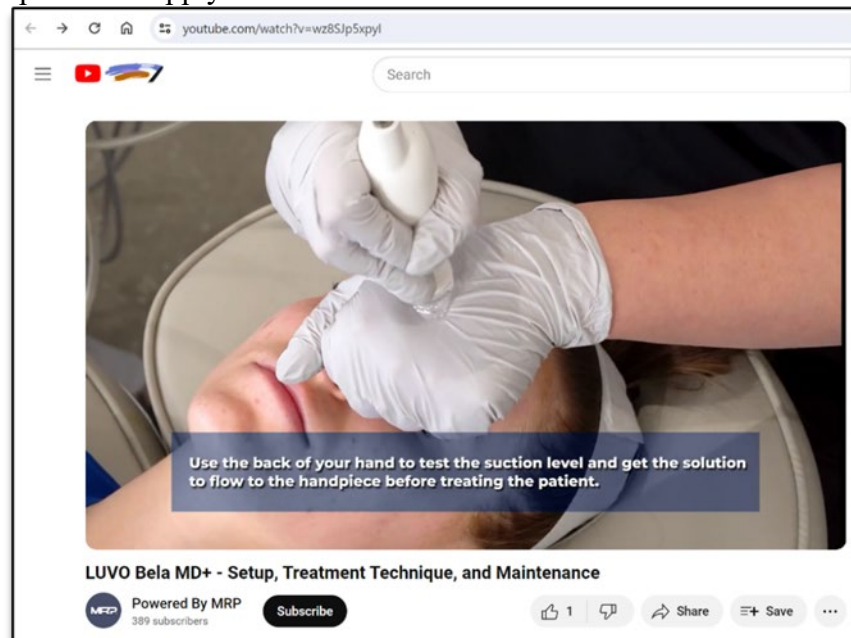 youtube.com/watch?v=wz8SJp5xpyI
Search
Use the back of your hand to test the suction level and get the solution
to flow to the handpiece before treating the patient.
LUVO Bela MD+ - Setup, Treatment Technique, and Maintenance
MRP
Powered By MRP
389 subscribers
Subscribe
1
Share
Save